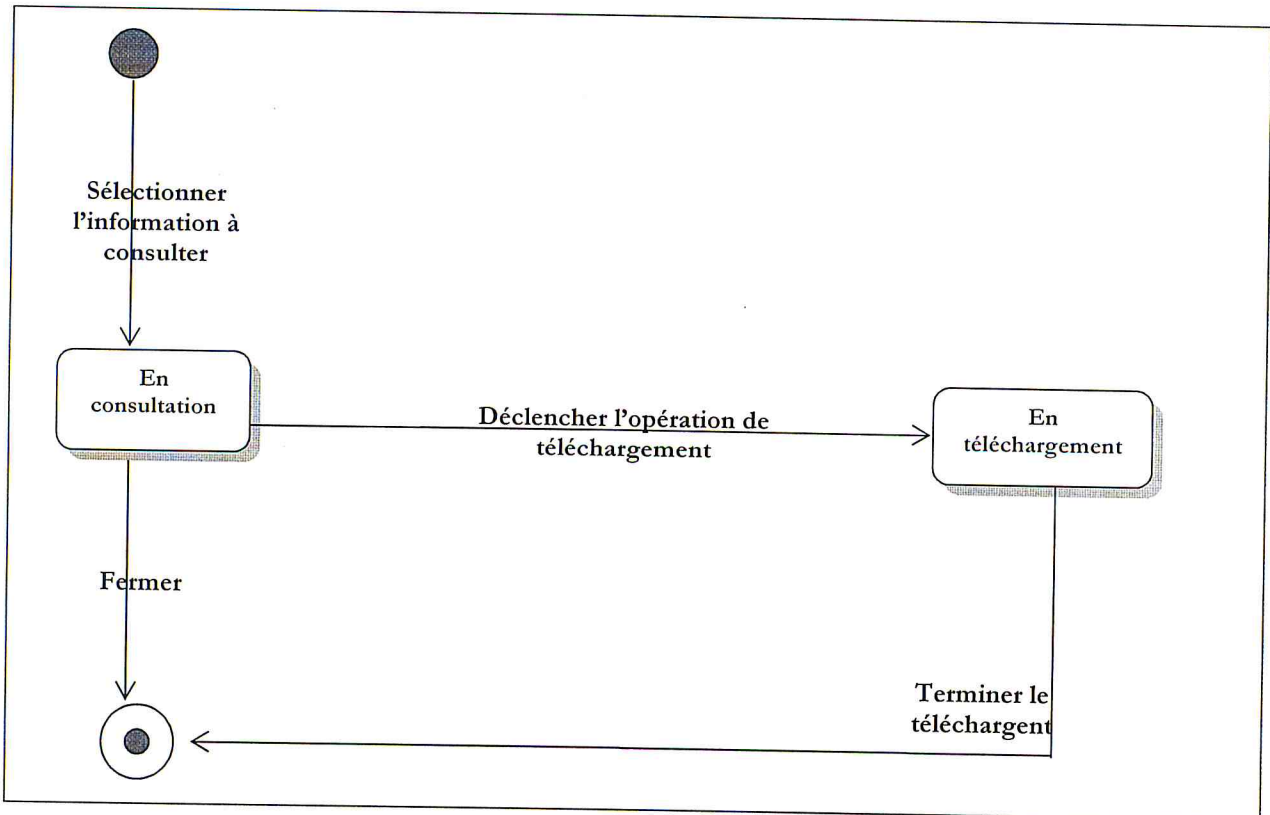 Sélectionner
l'information à
consulter
En
consultation
Déclencher l'opération de
téléchargement
En
téléchargement
Fermer
Terminer le
téléchargent